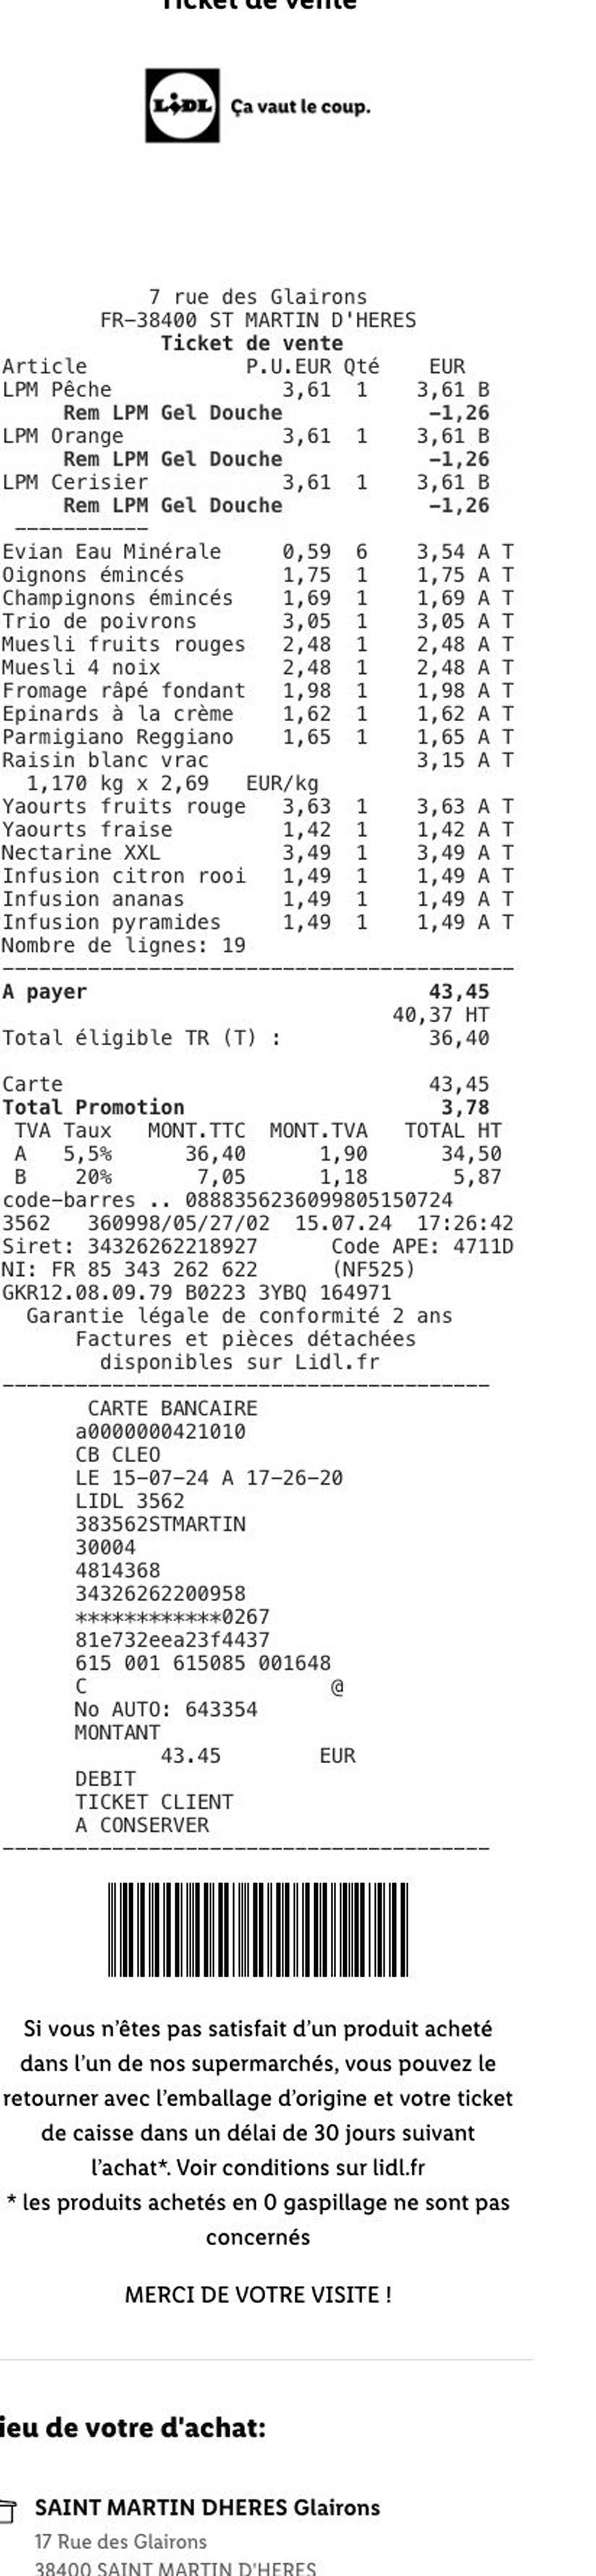 Ticket de vente
LiDL Ça vaut le coup.
7 rue des Glairons
FR-38400 ST MARTIN D'HERES
Ticket de vente
Article P.U.EUR Qté EUR
LPM Pêche 3,61 1 3,61 B
Rem LPM Gel Douche -1,26
LPM Orange 3,61 1 3,61 B
Rem LPM Gel Douche -1,26
LPM Cerisier 3,61 1 3,61 B
Rem LPM Gel Douche -1,26
-----------
Evian Eau Minérale 0,59 6 3,54 A T
Oignons émincés 1,75 1 1,75 A T
Champignons émincés 1,69 1 1,69 A T
Trio de poivrons 3,05 1 3,05 A T
Muesli fruits rouges 2,48 1 2,48 A T
Muesli 4 noix 2,48 1 2,48 A T
Fromage râpé fondant 1,98 1 1,98 A T
Epinards à la crème 1,62 1 1,62 A T
Parmigiano Reggiano 1,65 1 1,65 A T
Raisin blanc vrac 3,15 A T
1,170 kg x 2,69 EUR/kg
Yaourts fruits rouge 3,63 1 3,63 A T
Yaourts fraise 1,42 1 1,42 A T
Nectarine XXL 3,49 1 3,49 A T
Infusion citron rooi 1,49 1 1,49 A T
Infusion ananas 1,49 1 1,49 A T
Infusion pyramides 1,49 1 1,49 A T
Nombre de lignes: 19
------------------------------------------
A payer 43,45
40,37 HT
Total éligible TR (T) : 36,40
Carte 43,45
Total Promotion 3,78
TVA Taux MONT.TTC MONT.TVA TOTAL HT
A 5,5% 36,40 1,90 34,50
B 20% 7,05 1,18 5,87
code-barres .. 0888356236099805150724
3562 360998/05/27/02 15.07.24 17:26:42
Siret: 34326262218927 Code APE: 4711D
NI: FR 85 343 262 622 (NF525)
GKR12.08.09.79 B0223 3YBQ 164971
Garantie légale de conformité 2 ans
Factures et pièces détachées
disponibles sur Lidl.fr
----------------------------------------
CARTE BANCAIRE
a0000000421010
CB CLEO
LE 15-07-24 A 17-26-20
LIDL 3562
383562STMARTIN
30004
4814368
34326262200958
************0267
81e732eea23f4437
615 001 615085 001648
C @
No AUTO: 643354
MONTANT
43.45 EUR
DEBIT
TICKET CLIENT
A CONSERVER
----------------------------------------
Si vous n'êtes pas satisfait d'un produit acheté
dans l'un de nos supermarchés, vous pouvez le
retourner avec l'emballage d'origine et votre ticket
de caisse dans un délai de 30 jours suivant
l'achat*. Voir conditions sur lidl.fr
* les produits achetés en 0 gaspillage ne sont pas
concernés
MERCI DE VOTRE VISITE !
ieu de votre d'achat:
SAINT MARTIN DHERES Glairons
17 Rue des Glairons
38400 SAINT MARTIN D'HERES